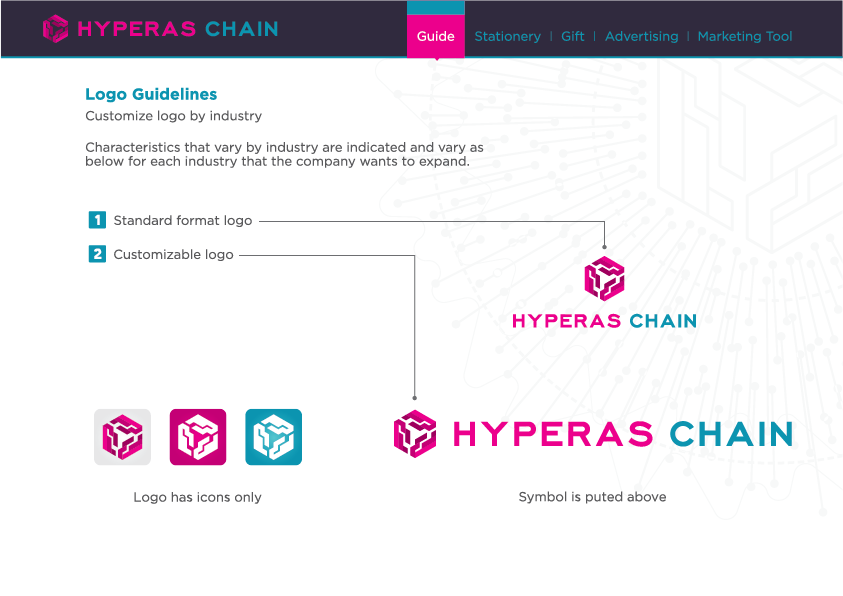 HYPERAS CHAIN
Guide
Stationery | Gift | Advertising | Marketing Tool
Logo Guidelines
Customize logo by industry
Characteristics that vary by industry are indicated and vary as
below for each industry that the company wants to expand.
1 Standard format logo
2 Customizable logo
HYPERAS CHAIN
HYPERAS CHAIN
Logo has icons only
Symbol is puted above